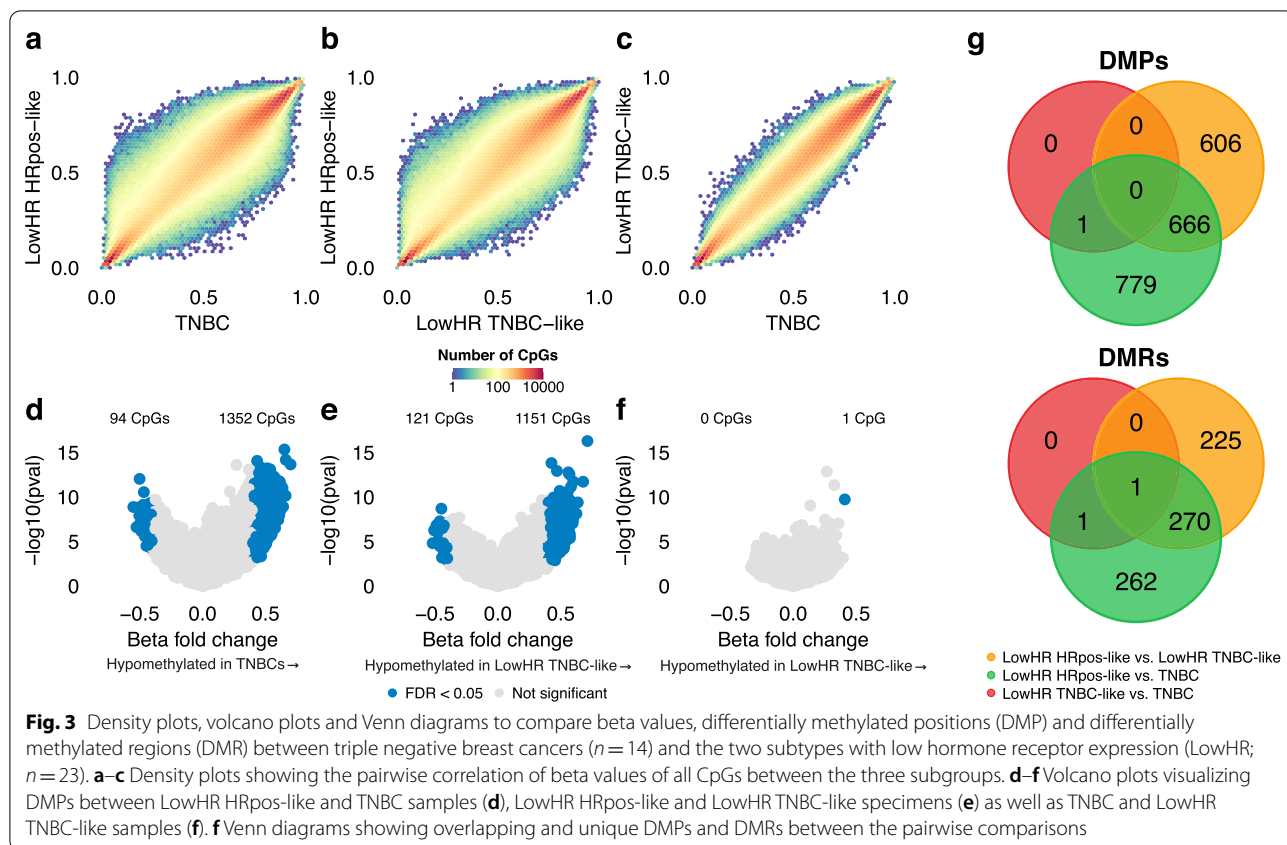 a
b
c
g
LowHR HRpos−like
1.0
0.5
0.0
0.0 0.5 1.0
TNBC
LowHR HRpos−like
1.0
0.5
0.0
0.0 0.5 1.0
LowHR TNBC−like
LowHR TNBC−like
1.0
0.5
0.0
0.0 0.5 1.0
TNBC
Number of CpGs
1 100 10000
DMPs
0
0
606
0
1
666
779
DMRs
0
0
225
1
1
270
262
LowHR HRpos−like vs. LowHR TNBC−like
LowHR HRpos−like vs. TNBC
LowHR TNBC−like vs. TNBC
d
94 CpGs 1352 CpGs
−log10(pval)
15
10
5
0
−0.5 0.0 0.5
Beta fold change
Hypomethylated in TNBCs→
e
121 CpGs 1151 CpGs
−log10(pval)
15
10
5
0
−0.5 0.0 0.5
Beta fold change
Hypomethylated in LowHR TNBC−like→
f
0 CpGs 1 CpG
−log10(pval)
15
10
5
0
−0.5 0.0 0.5
Beta fold change
Hypomethylated in LowHR TNBC−like→
FDR < 0.05 Not significant
Fig. 3 Density plots, volcano plots and Venn diagrams to compare beta values, differentially methylated positions (DMP) and differentially
methylated regions (DMR) between triple negative breast cancers (n = 14) and the two subtypes with low hormone receptor expression (LowHR;
n = 23). a–c Density plots showing the pairwise correlation of beta values of all CpGs between the three subgroups. d–f Volcano plots visualizing
DMPs between LowHR HRpos-like and TNBC samples (d), LowHR HRpos-like and LowHR TNBC-like specimens (e) as well as TNBC and LowHR
TNBC-like samples (f). f Venn diagrams showing overlapping and unique DMPs and DMRs between the pairwise comparisons